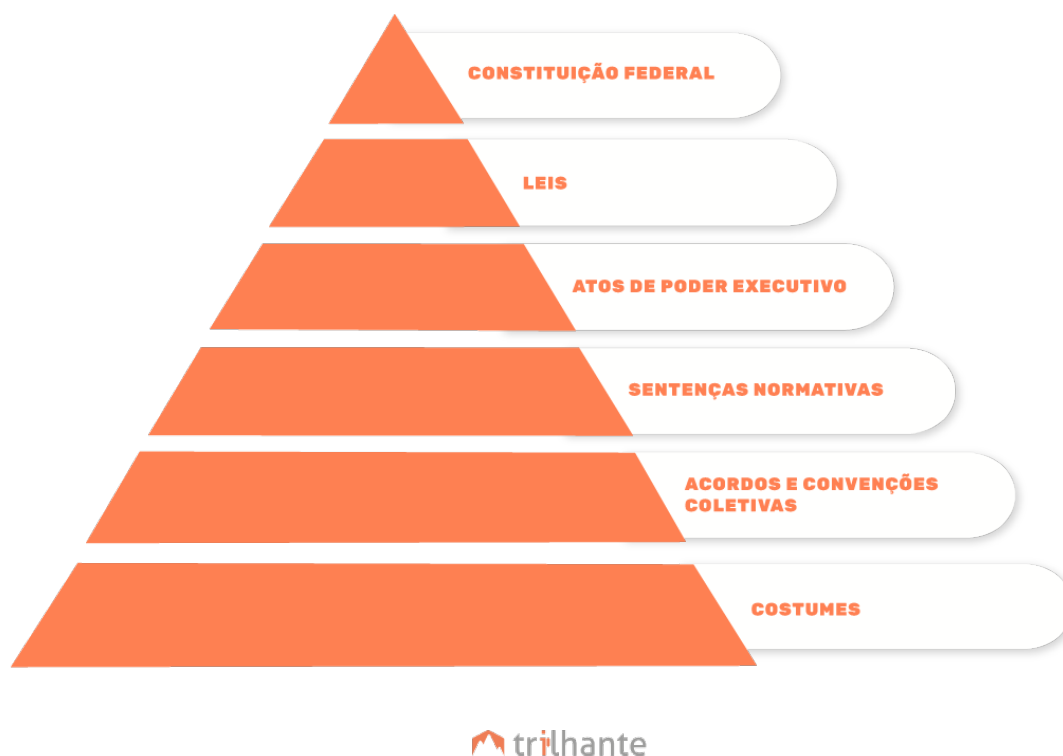 CONSTITUIÇÃO FEDERAL
LEIS
ATOS DE PODER EXECUTIVO
SENTENÇAS NORMATIVAS
ACORDOS E CONVENÇÕES
COLETIVAS
COSTUMES
trilhante